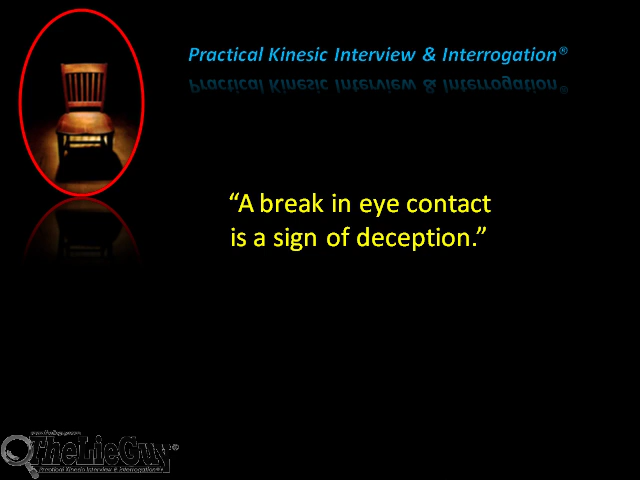 Practical Kinesic Interview & Interrogation®
“A break in eye contact
is a sign of deception.”
TheLieGuy®
Practical Kinesic Interview & Interrogation®